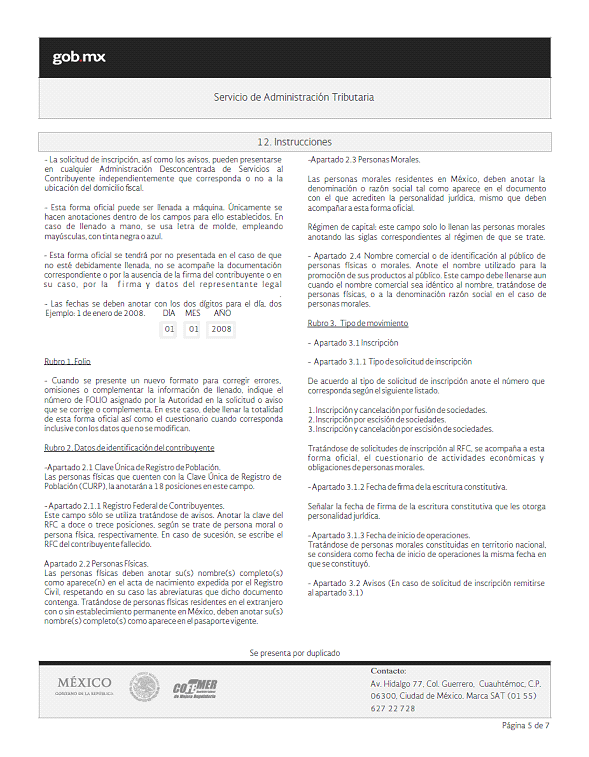 gob.mx
Servicio de Administración Tributaria
12. Instrucciones
- La solicitud de inscripción, así como los avisos, pueden presentarse
en cualquier Administración Desconcentrada de Servicios al
Contribuyente independientemente que corresponda o no a la
ubicación del domicilio fiscal.
- Esta forma oficial puede ser llenada a máquina. Únicamente se
hacen anotaciones dentro de los campos para ello establecidos. En
caso de llenado a mano, se usa letra de molde, empleando
mayúsculas, con tinta negra o azul.
- Esta forma oficial se tendrá por no presentada en el caso de que
no esté debidamente llenada, no se acompañe la documentación
correspondiente o por la ausencia de la firma del contribuyente o en
su caso, por la firma y datos del representante legal
.
- Las fechas se deben anotar con los dos dígitos para el día, dos
Ejemplo: 1 de enero de 2008. DÍA MES AÑO
01 01 2008
Rubro 1. Folio
- Cuando se presente un nuevo formato para corregir errores,
omisiones o complementar la información de llenado, indique el
número de FOLIO asignado por la Autoridad en la solicitud o aviso
que se corrige o complementa. En este caso, debe llenar la totalidad
de esta forma oficial así como el cuestionario cuando corresponda
inclusive con los datos que no se modifican.
Rubro 2. Datos de identificación del contribuyente
-Apartado 2.1 Clave Única de Registro de Población.
Las personas físicas que cuenten con la Clave Única de Registro de
Población (CURP), la anotarán a 18 posiciones en este campo.
- Apartado 2.1.1 Registro Federal de Contribuyentes.
Este campo sólo se utiliza tratándose de avisos. Anotar la clave del
RFC a doce o trece posiciones, según se trate de persona moral o
persona física, respectivamente. En caso de sucesión, se escribe el
RFC del contribuyente fallecido.
Apartado 2.2 Personas Físicas.
Las personas físicas deben anotar su(s) nombre(s) completo(s)
como aparece(n) en el acta de nacimiento expedida por el Registro
Civil, respetando en su caso las abreviaturas que dicho documento
contenga. Tratándose de personas físicas residentes en el extranjero
con o sin establecimiento permanente en México, deben anotar su(s)
nombre(s) completo(s) como aparece en el pasaporte vigente.
-Apartado 2.3 Personas Morales.
Las personas morales residentes en México, deben anotar la
denominación o razón social tal como aparece en el documento
con el que acrediten la personalidad jurídica, mismo que deben
acompañar a esta forma oficial.
Régimen de capital: este campo solo lo llenan las personas morales
anotando las siglas correspondientes al régimen de que se trate.
- Apartado 2.4 Nombre comercial o de identificación al público de
personas físicas o morales. Anote el nombre utilizado para la
promoción de sus productos al público. Este campo debe llenarse aun
cuando el nombre comercial sea idéntico al nombre, tratándose de
personas físicas, o a la denominación razón social en el caso de
personas morales.
Rubro 3. Tipo de movimiento
- Apartado 3.1 Inscripción
- Apartado 3.1.1 Tipo de solicitud de inscripción
De acuerdo al tipo de solicitud de inscripción anote el número que
corresponda según el siguiente listado.
1. Inscripción y cancelación por fusión de sociedades.
2. Inscripción por escisión de sociedades.
3. Inscripción y cancelación por escisión de sociedades.
Tratándose de solicitudes de inscripción al RFC, se acompaña a esta
forma oficial, el cuestionario de actividades económicas y
obligaciones de personas morales.
- Apartado 3.1.2 Fecha de firma de la escritura constitutiva.
Señalar la fecha de firma de la escritura constitutiva que les otorga
personalidad jurídica.
-Apartado 3.1.3 Fecha de inicio de operaciones.
Tratándose de personas morales constituidas en territorio nacional,
se considera como fecha de inicio de operaciones la misma fecha en
que se constituyó.
- Apartado 3.2 Avisos (En caso de solicitud de inscripción remitirse
al apartado 3.1)
Se presenta por duplicado
MÉXICO
GOBIERNO DE LA REPÚBLICA
COFEMER
Contacto:
Av. Hidalgo 77, Col. Guerrero, Cuauhtémoc, C.P.
06300, Ciudad de México. Marca SAT (01 55)
627 22 728
Página 5 de 7